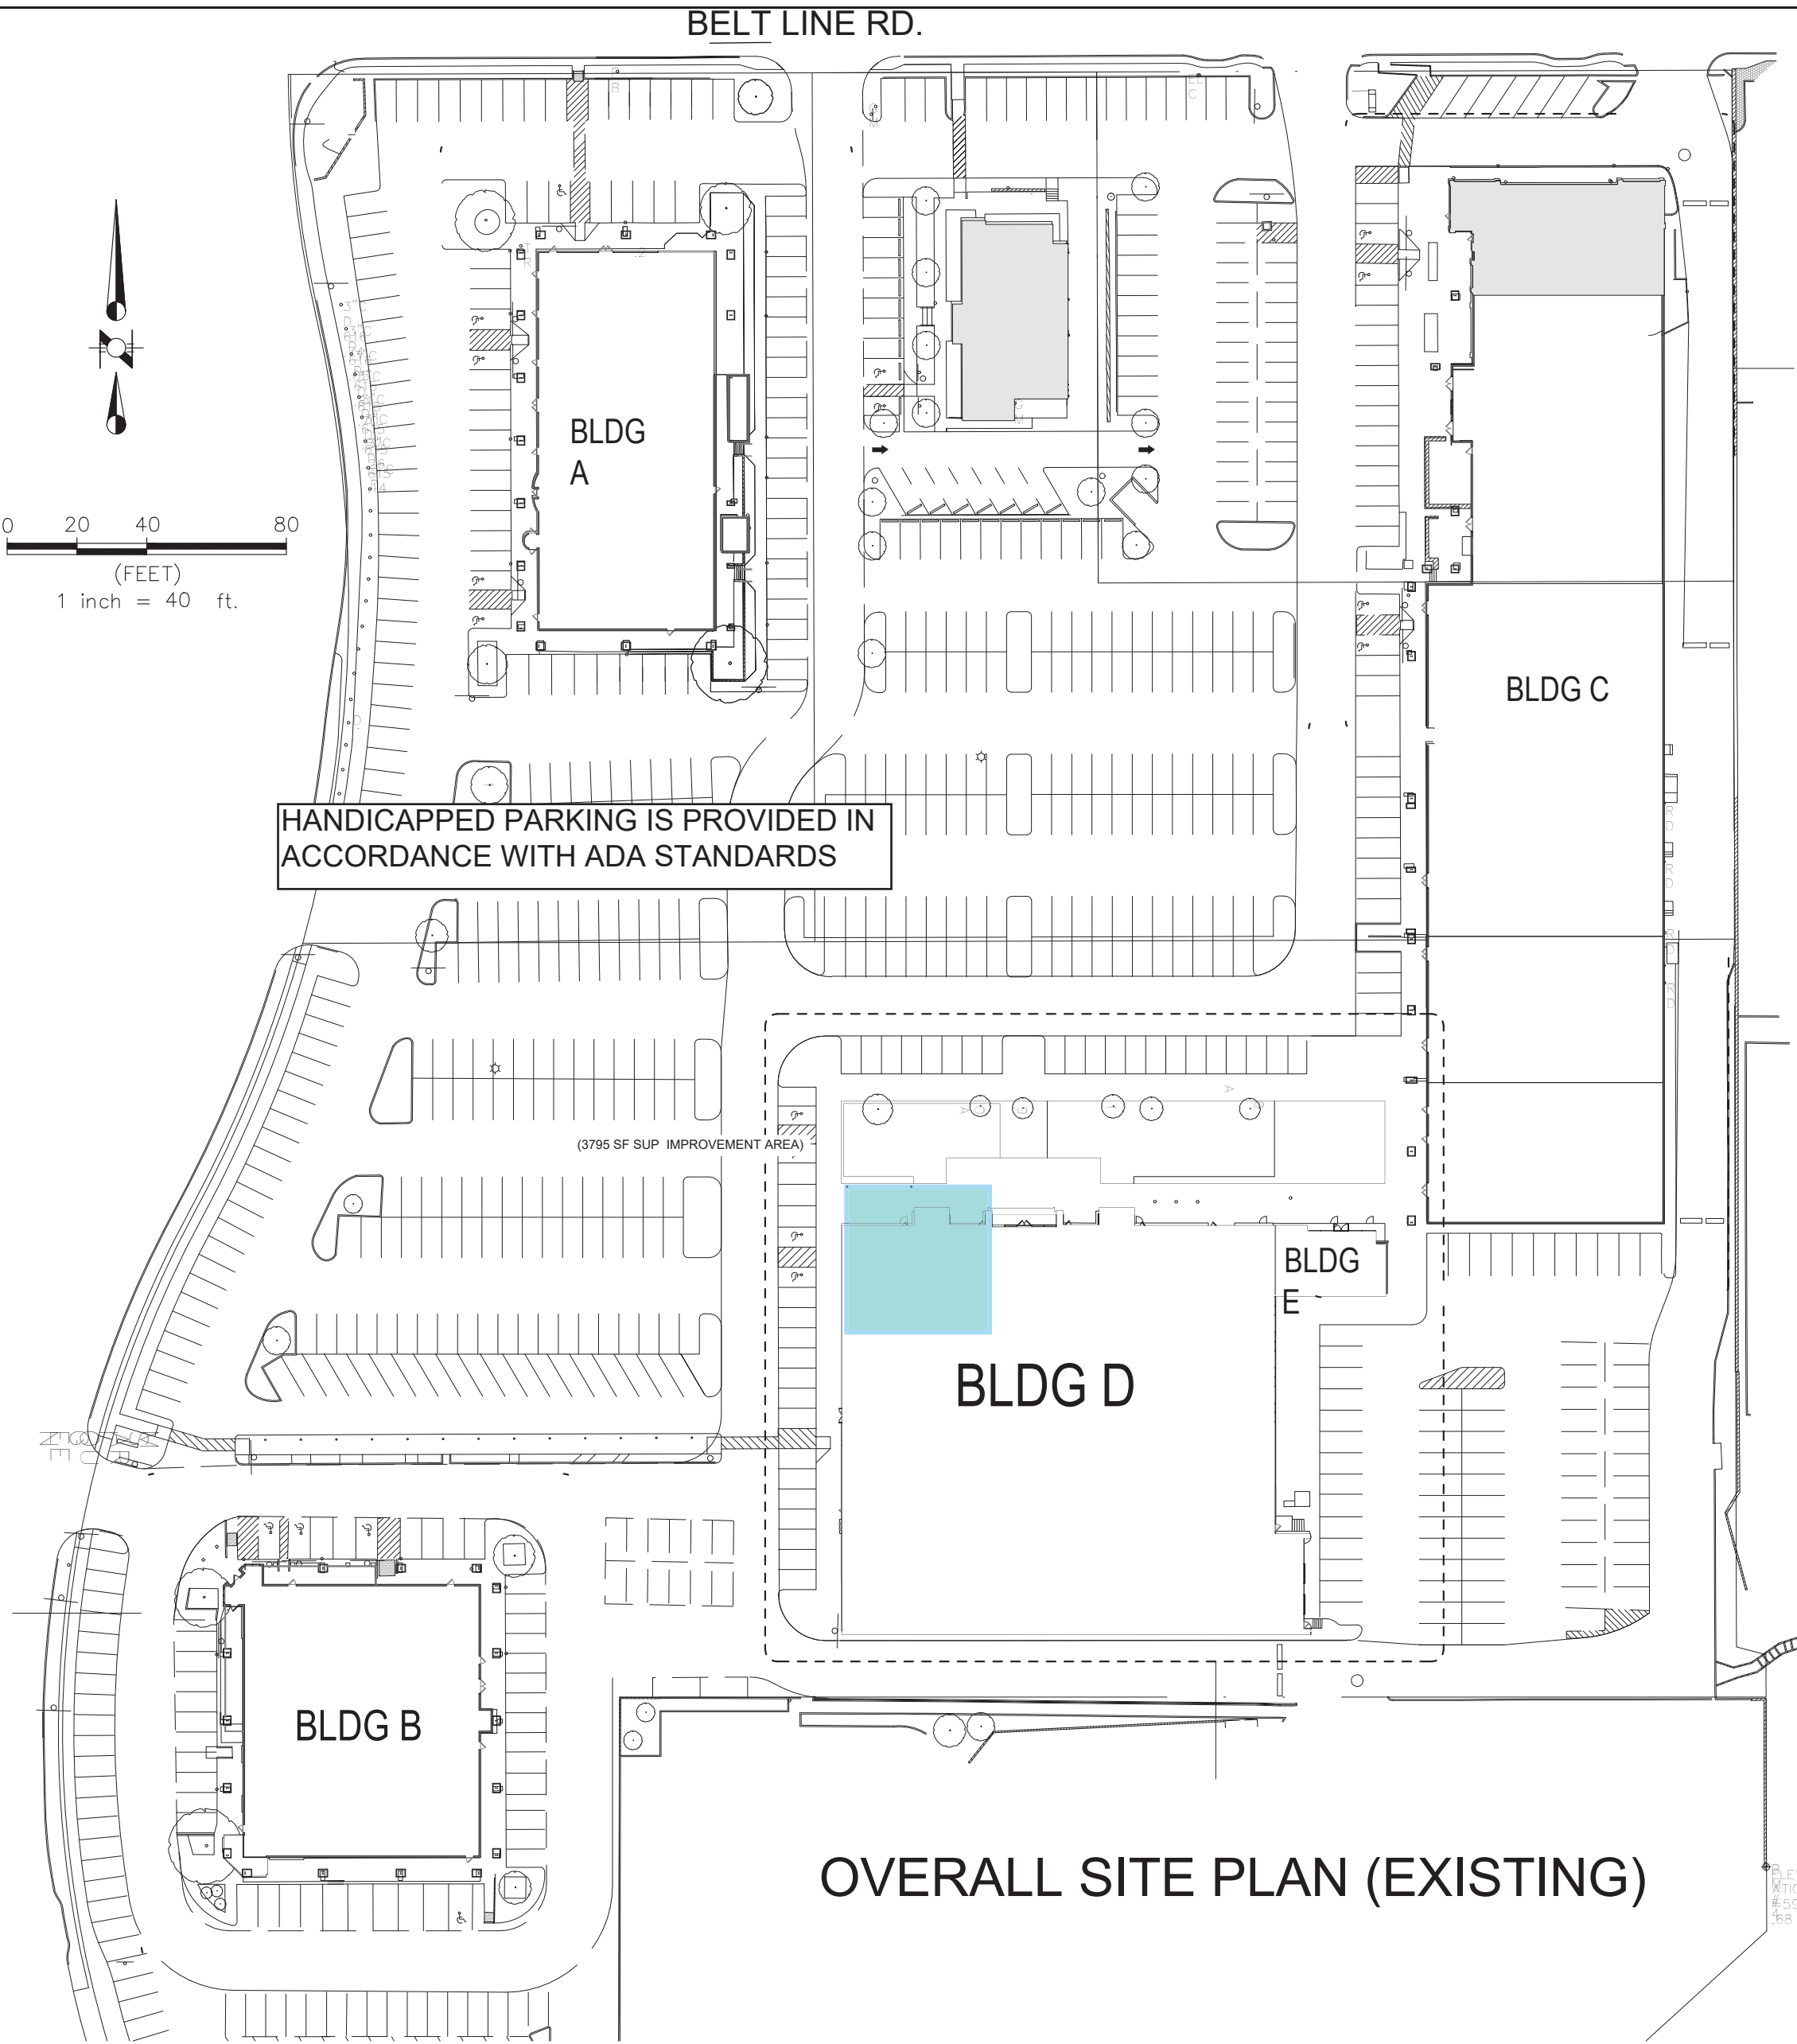 BELT LINE RD.
BLDG
A
0 20 40 80
(FEET)
1 inch = 40 ft.
BLDG C
HANDICAPPED PARKING IS PROVIDED IN
ACCORDANCE WITH ADA STANDARDS
(3795 SF SUP IMPROVEMENT AREA)
BLDG
E
BLDG D
BLDG B
OVERALL SITE PLAN (EXISTING)